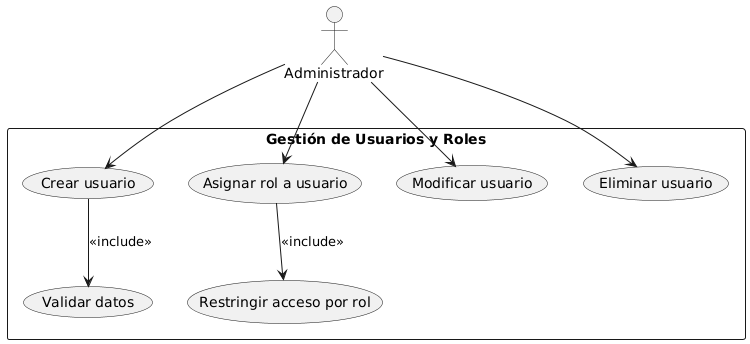 Administrador
Gestión de Usuarios y Roles
Crear usuario
Asignar rol a usuario
Modificar usuario
Eliminar usuario
«include»
«include»
Validar datos
Restringir acceso por rol